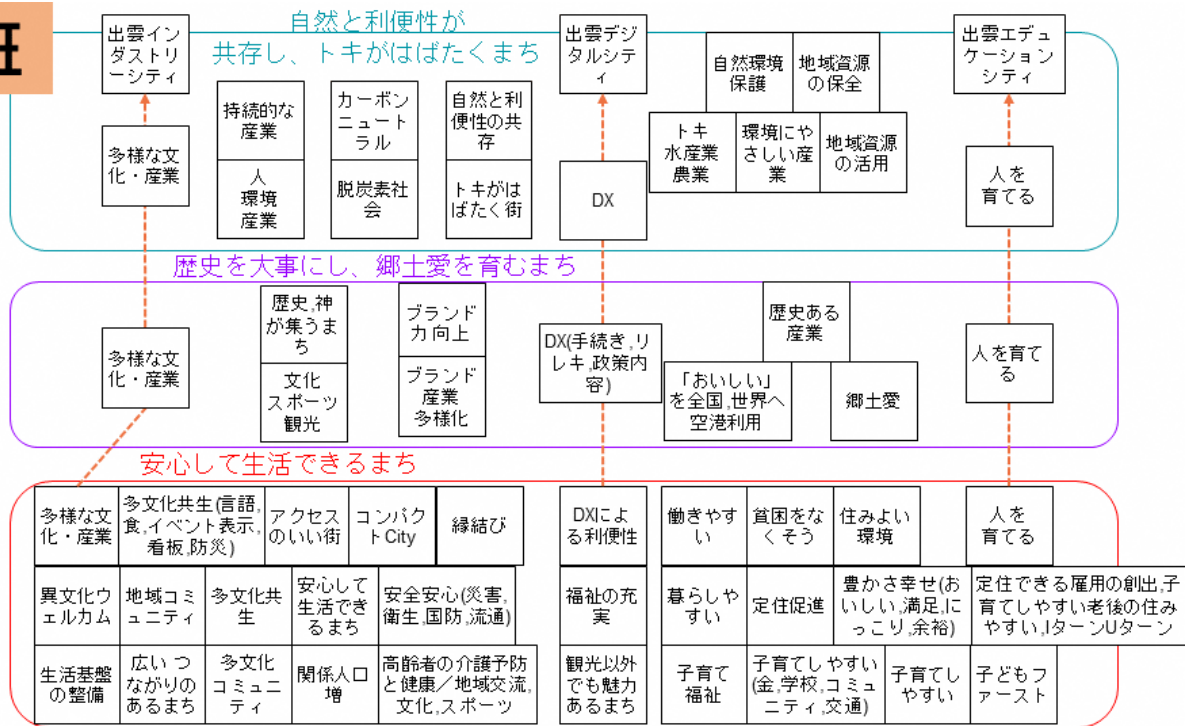 班
自然と利便性が
共存し、トキがはばたくまち
出雲イン
ダストリ
ーシティ
多様な文
化・産業
持続的な
産業
人
環境
産業
カーボン
ニュート
ラル
脱炭素社
会
自然と利
便性の共
存
トキがは
ばたく街
出雲デジ
タルシテ
ィ
DX
自然環境
保護
地域資源
の保全
トキ
水産業
農業
環境にや
さしい産
業
地域資源
の活用
出雲エデュ
ケーション
シティ
人を
育てる
歴史を大事にし、郷土愛を育むまち
多様な文
化・産業
歴史,神
が集うま
ち
文化
スポーツ
観光
ブランド
力向上
ブランド
産業
多様化
DX(手続き,リ
レキ,政策内
容)
歴史ある
産業
「おいしい」
を全国,世界へ
空港利用
郷土愛
人を育て
る
安心して生活できるまち
多様な文
化・産業
多文化共生(言語,
食,イベント表示,
看板,防災)
アクセス
のいい街
コンパク
トCity
縁結び
DXによ
る利便性
働きやす
い
貧困をな
くそう
住みよい
環境
人を
育てる
異文化ウ
ェルカム
地域コミ
ュニティ
多文化共
生
安心して
生活でき
るまち
安全安心(災害,
衛生,国防,流通)
福祉の充
実
暮らしや
すい
定住促進
豊かさ幸せ(お
いしい,満足,に
っこり,余裕)
定住できる雇用の創出,子
育てしやすい老後の住み
やすい,IターンUターン
生活基盤
の整備
広いつ
ながりの
あるまち
多文化
コミュニ
ティ
関係人口
増
高齢者の介護予防
と健康／地域交流,
文化,スポーツ
観光以外
でも魅力
あるまち
子育て
福祉
子育てしやすい
(金,学校,コミュ
ニティ,交通)
子育てし
やすい
子どもフ
ァースト